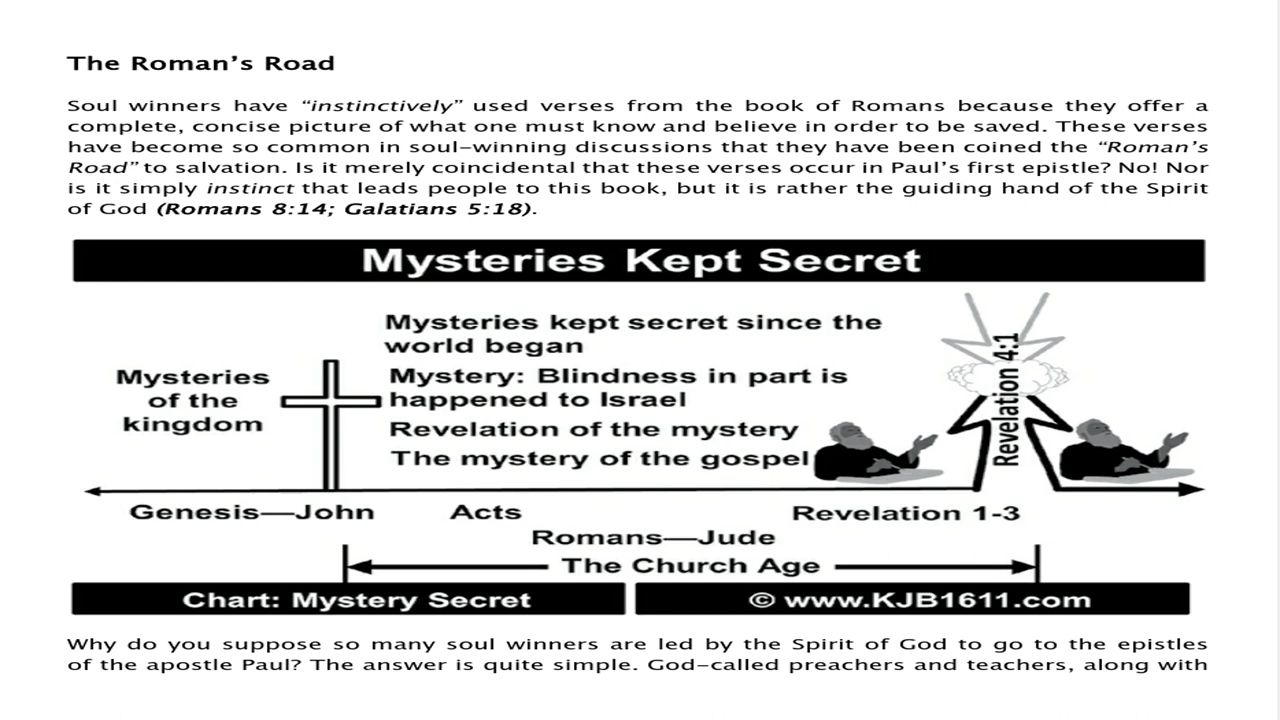 The Roman’s Road
Soul winners have “instinctively” used verses from the book of Romans because they offer a
complete, concise picture of what one must know and believe in order to be saved. These verses
have become so common in soul–winning discussions that they have been coined the “Roman’s
Road” to salvation. Is it merely coincidental that these verses occur in Paul’s first epistle? No! Nor
is it simply instinct that leads people to this book, but it is rather the guiding hand of the Spirit
of God (Romans 8:14; Galatians 5:18).
Mysteries Kept Secret
Mysteries
of the
kingdom
Mysteries kept secret since the
world began
Mystery: Blindness in part is
happened to Israel
Revelation of the mystery
The mystery of the gospel
Revelation 4:1
Genesis—John
Acts
Revelation 1-3
Romans—Jude
The Church Age
Chart: Mystery Secret
© www.KJB1611.com
Why do you suppose so many soul winners are led by the Spirit of God to go to the epistles
of the apostle Paul? The answer is quite simple. God–called preachers and teachers, along with